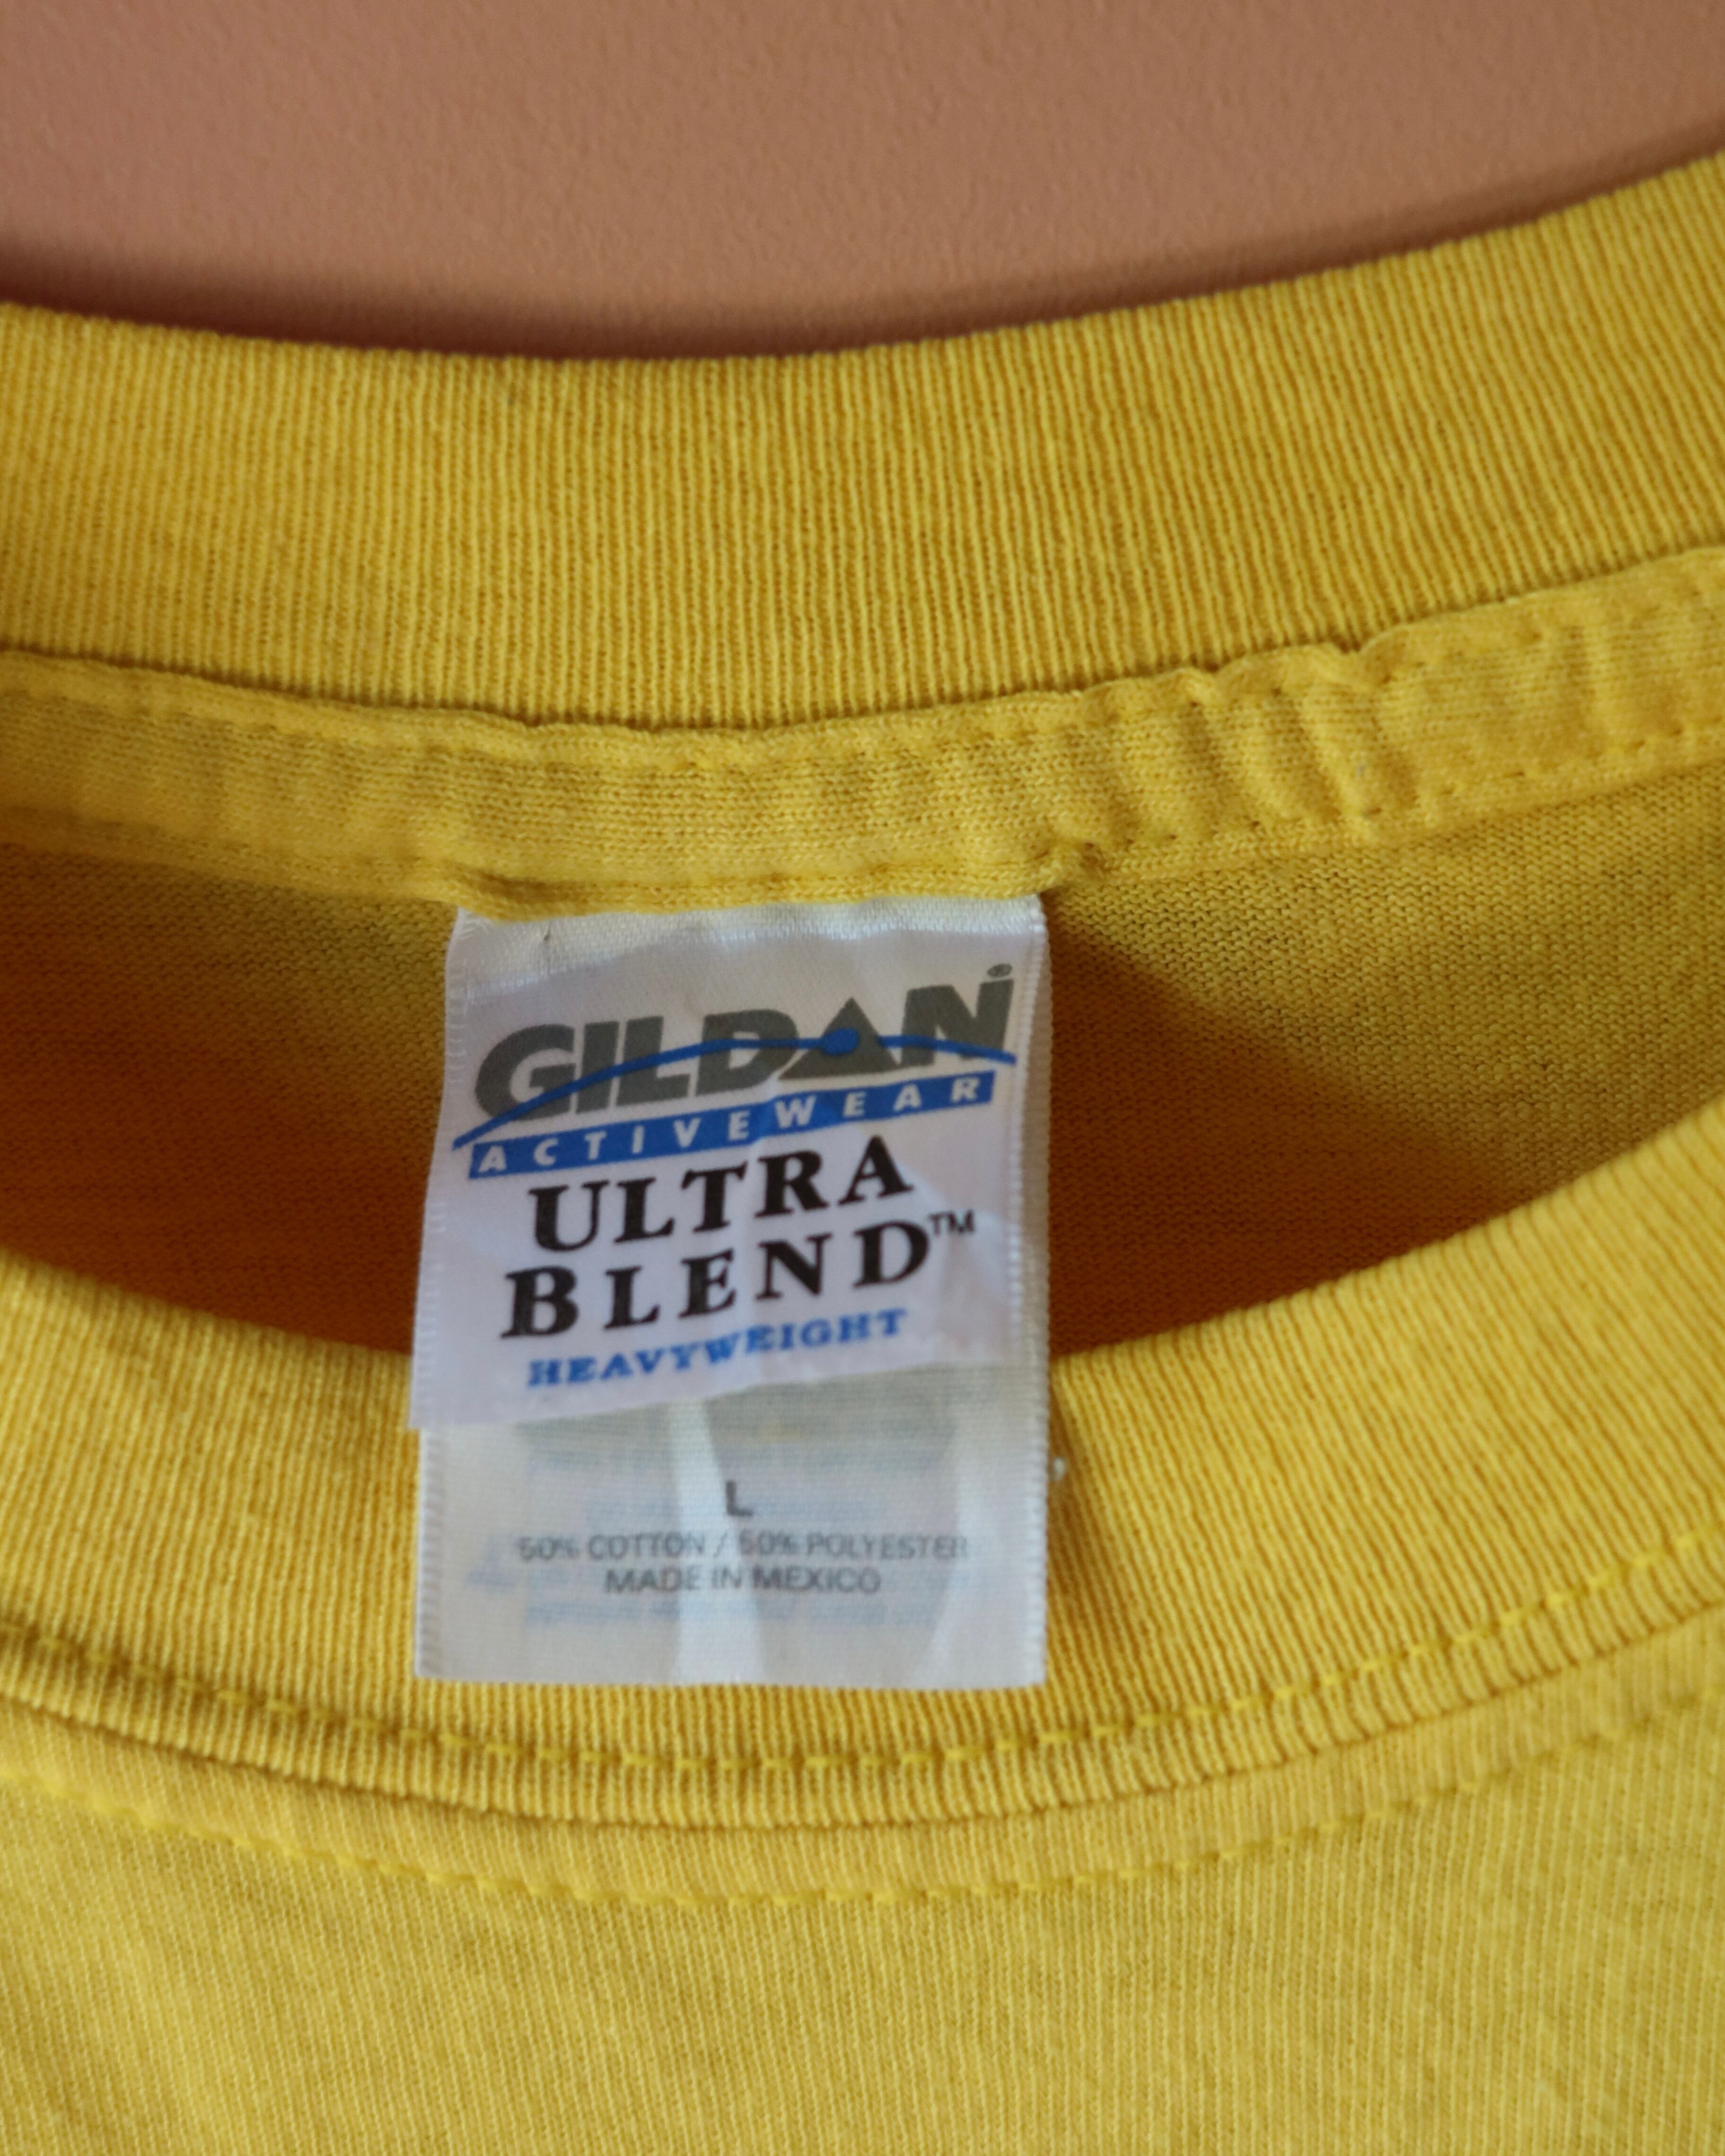 GILDAN®
ACTIVEWEAR
ULTRA
BLEND™
HEAVYWEIGHT
L
50% COTTON / 50% POLYESTER
MADE IN MEXICO